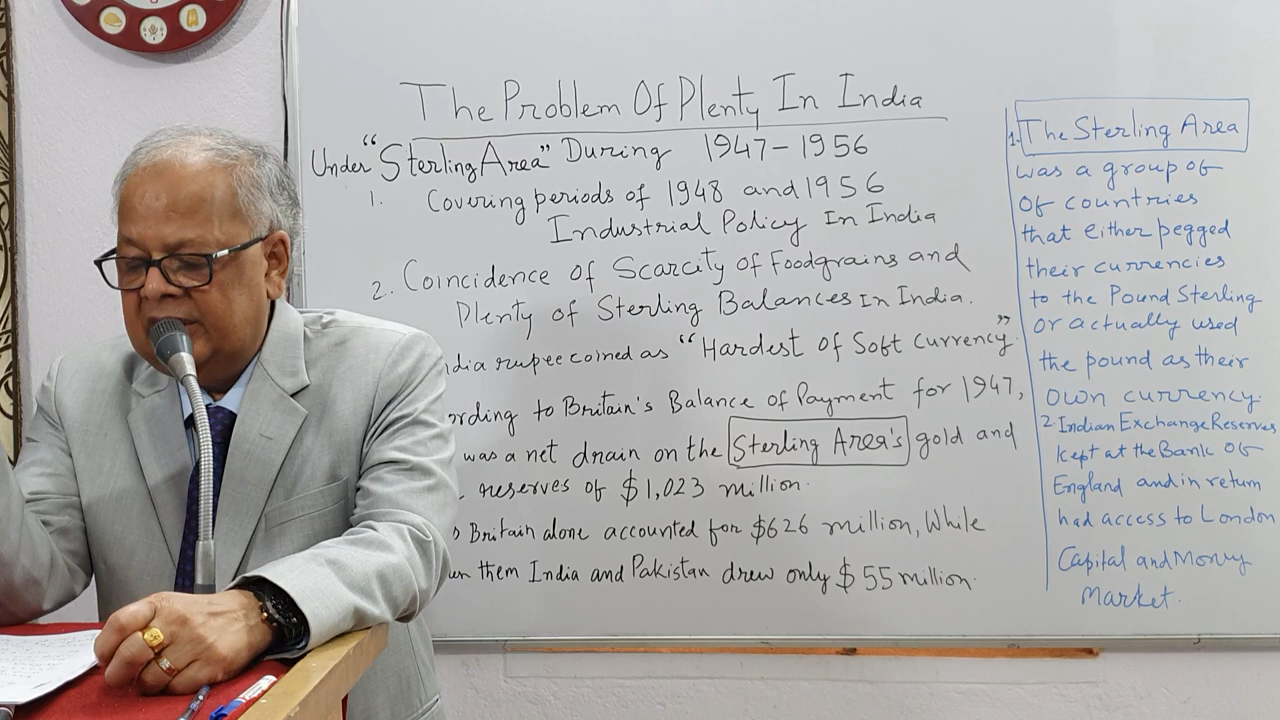 The Problem Of Plenty In India
Under "Sterling Area" During 1947-1956
1. Covering periods of 1948 and 1956
Industrial Policy In India
2. Coincidence of Scarcity of Foodgrains and
Plenty of Sterling Balances In India.
rupee coined as "Hardest of Soft Currency"
to Britain's Balance of Payment for 1947,
was a net drain on the Sterling Area's gold and
reserves of $1,023 million.
Britain alone accounted for $626 million, While
them India and Pakistan drew only $55 million.
1. The Sterling Area
was a group of
of countries
that either pegged
their currencies
to the Pound Sterling
or actually used
the pound as their
own currency.
2 Indian Exchange Reserves
kept at the Bank of
England and in return
had access to London
Capital and Money
Market.